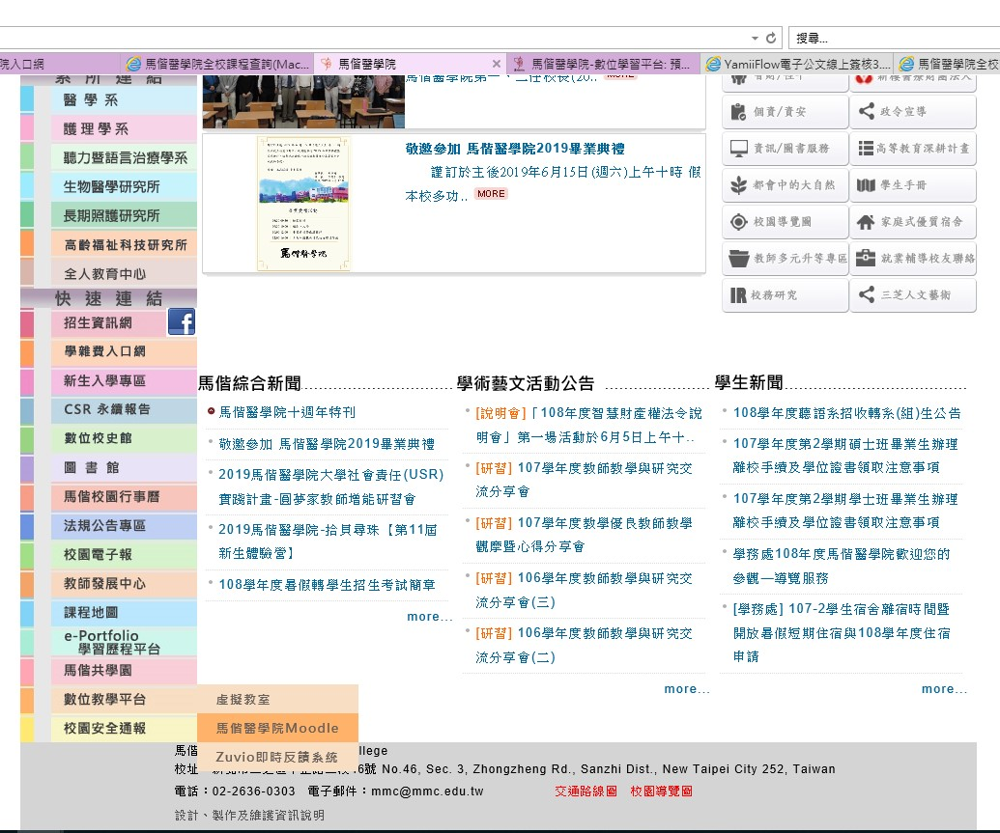 搜尋...
院入口網
馬偕醫學院全校課程查詢(Mac...
馬偕醫學院
馬偕醫學院-數位學習平台: 預...
YamiiFlow電子公文線上簽核3....
馬偕醫學院全校
系所連結
醫學系
護理學系
聽力暨語言治療學系
生物醫學研究所
長期照護研究所
高齡福祉科技研究所
全人教育中心
快速連結
招生資訊網
學雜費入口網
新生入學專區
CSR 永續報告
數位校史館
圖書館
馬偕校園行事曆
法規公告專區
校園電子報
教師發展中心
課程地圖
e-Portfolio
學習歷程平台
馬偕共學園
數位教學平台
校園安全通報
虛擬教室
馬偕醫學院Moodle
Zuvio即時反饋系統
馬偕醫學院第一、二任校長(20.. MORE
敬邀參加 馬偕醫學院2019畢業典禮
謹訂於主後2019年6月15日(週六)上午十時 假
本校多功.. MORE
馬偕醫學院
新樓醫療財團法人
個資/資安
政令宣導
資訊/圖書服務
高等教育深耕計畫
都會中的大自然
學生手冊
校園導覽圖
家庭式優質宿舍
教師多元升等專區
就業輔導校友聯絡
IR 校務研究
三芝人文藝術
馬偕綜合新聞
馬偕醫學院十週年特刊
敬邀參加 馬偕醫學院2019畢業典禮
2019馬偕醫學院大學社會責任(USR)
實踐計畫-圓夢家教師增能研習會
2019馬偕醫學院-拾貝尋珠【第11屆
新生體驗營】
108學年度暑假轉學生招生考試簡章
more...
學術藝文活動公告
[說明會]「108年度智慧財產權法令說
明會」第一場活動於6月5日上午十..
[研習] 107學年度教師教學與研究交
流分享會
[研習] 107學年度教學優良教師教學
觀摩暨心得分享會
[研習] 106學年度教師教學與研究交
流分享會(三)
[研習] 106學年度教師教學與研究交
流分享會(二)
more...
學生新聞
108學年度聽語系招收轉系(組)生公告
107學年度第2學期碩士班畢業生辦理
離校手續及學位證書領取注意事項
107學年度第2學期學士班畢業生辦理
離校手續及學位證書領取注意事項
學務處108年度馬偕醫學院歡迎您的
參觀—導覽服務
[學務處] 107-2學生宿舍離宿時間暨
開放暑假短期住宿與108學年度住宿
申請
more...
馬偕 llege
校址 6號 No.46, Sec. 3, Zhongzheng Rd., Sanzhi Dist., New Taipei City 252, Taiwan
電話：02-2636-0303 電子郵件：mmc@mmc.edu.tw 交通路線圖 校園導覽圖
設計、製作及維護資訊說明